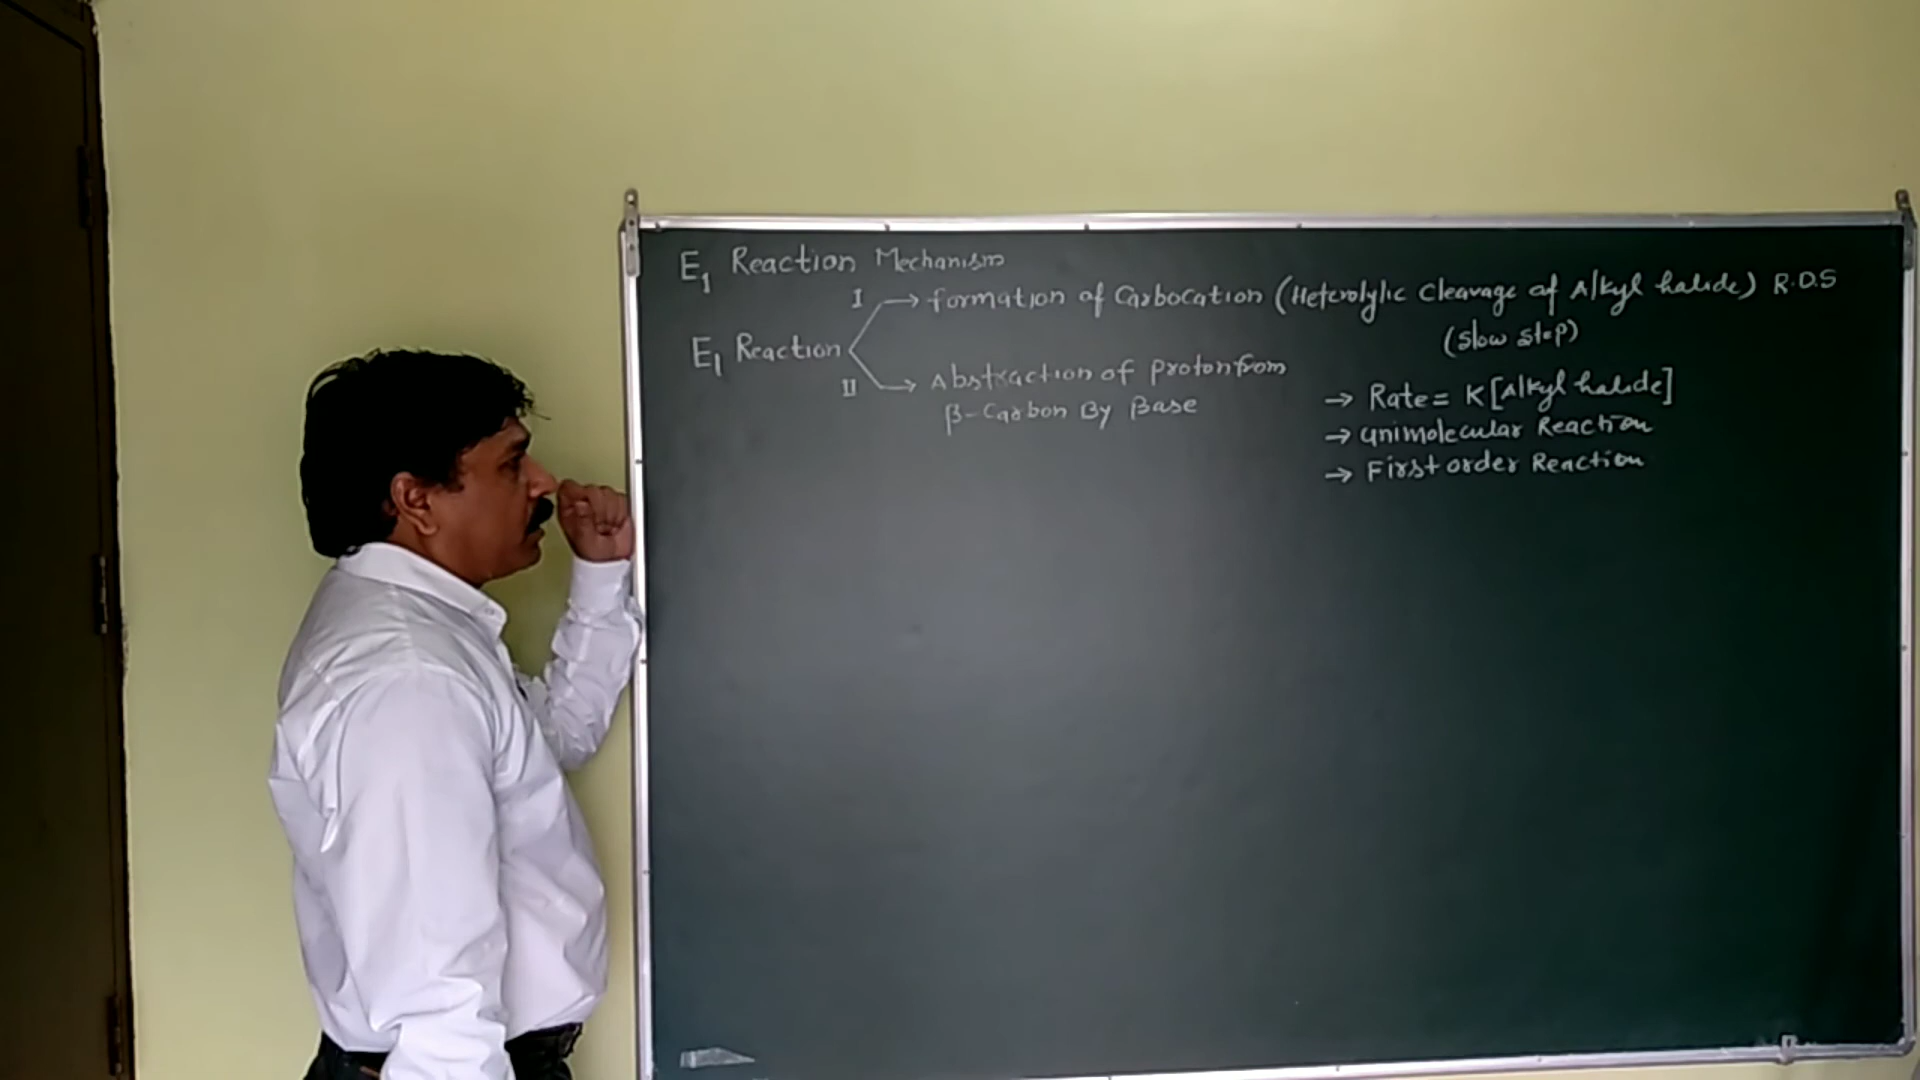 E1 Reaction Mechanism
I → formation of Carbocation (Heterolylic Cleavage of Alkyl halide) R.D.S
(slow step)
E1 Reaction
II → Abstraction of Proton from
β-Carbon By Base
→ Rate = K[Alkyl halide]
→ Unimolecular Reaction
→ First order Reaction